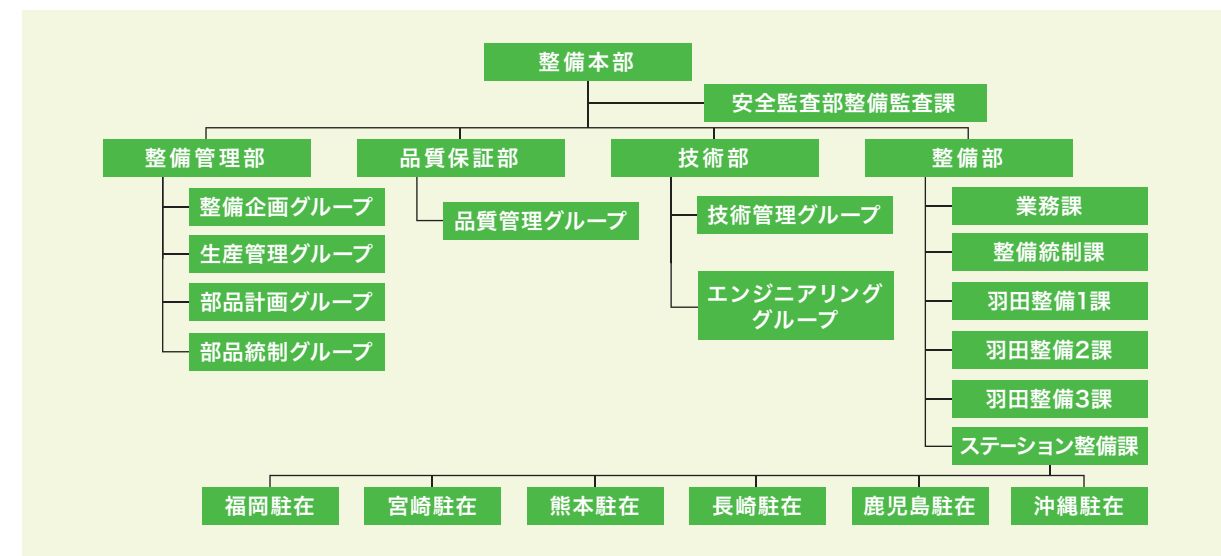 整備本部
安全監査部整備監査課
整備管理部
品質保証部
技術部
整備部
整備企画グループ
生産管理グループ
部品計画グループ
部品統制グループ
品質管理グループ
技術管理グループ
エンジニアリング
グループ
業務課
整備統制課
羽田整備1課
羽田整備2課
羽田整備3課
ステーション整備課
福岡駐在
宮崎駐在
熊本駐在
長崎駐在
鹿児島駐在
沖縄駐在